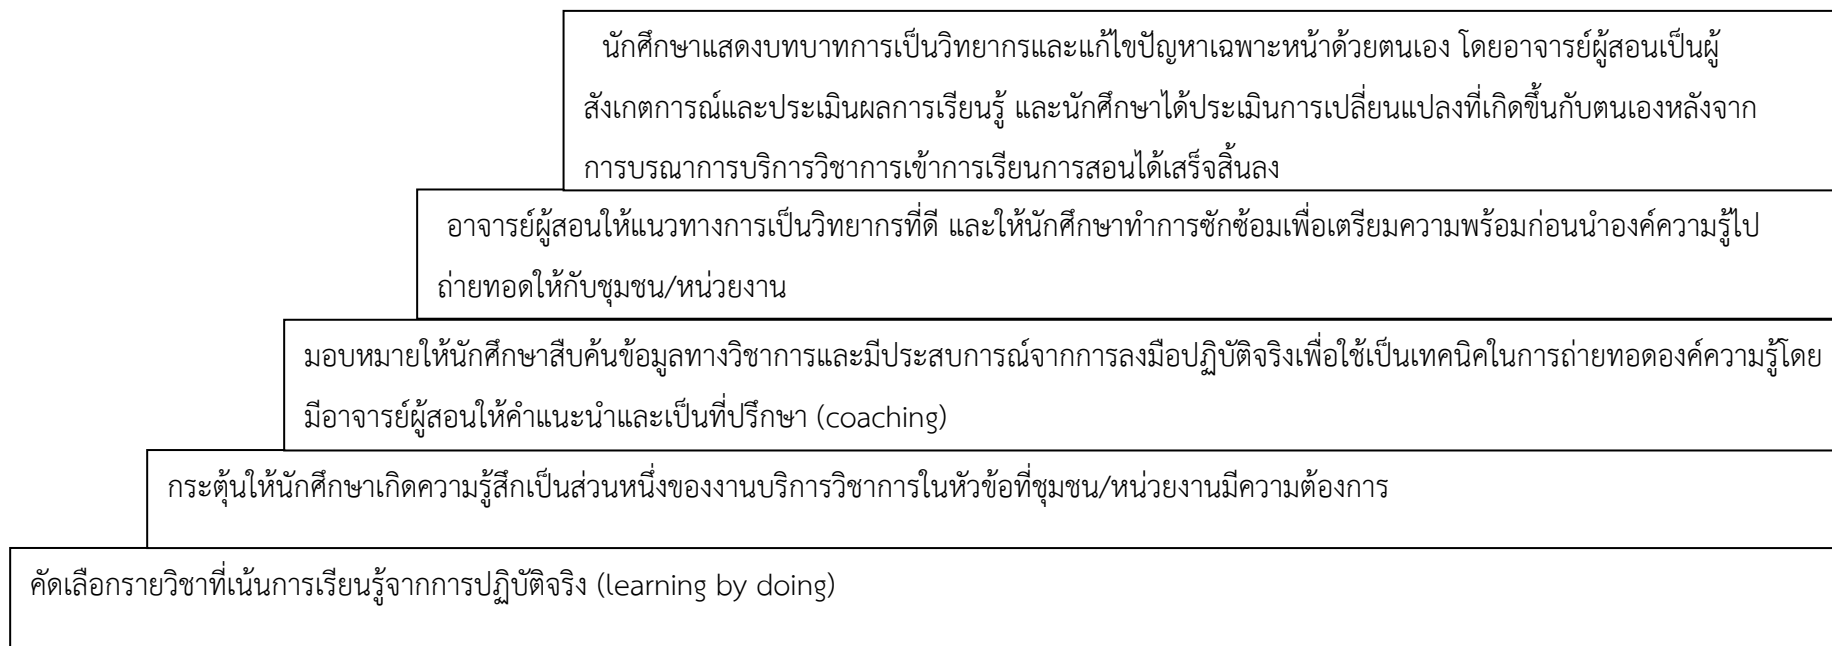 นักศึกษาแสดงบทบาทการเป็นวิทยากรและแก้ไขปัญหาเฉพาะหน้าด้วยตนเอง โดยอาจารย์ผู้สอนเป็นผู้
สังเกตการณ์และประเมินผลการเรียนรู้ และนักศึกษาได้ประเมินการเปลี่ยนแปลงที่เกิดขึ้นกับตนเองหลังจาก
การบรณาการบริการวิชาการเข้าการเรียนการสอนได้เสร็จสิ้นลง
อาจารย์ผู้สอนให้แนวทางการเป็นวิทยากรที่ดี และให้นักศึกษาทำการซักซ้อมเพื่อเตรียมความพร้อมก่อนนำองค์ความรู้ไป
ถ่ายทอดให้กับชุมชน/หน่วยงาน
มอบหมายให้นักศึกษาสืบค้นข้อมูลทางวิชาการและมีประสบการณ์จากการลงมือปฏิบัติจริงเพื่อใช้เป็นเทคนิคในการถ่ายทอดองค์ความรู้โดย
มีอาจารย์ผู้สอนให้คำแนะนำและเป็นที่ปรึกษา (coaching)
กระตุ้นให้นักศึกษาเกิดความรู้สึกเป็นส่วนหนึ่งของงานบริการวิชาการในหัวข้อที่ชุมชน/หน่วยงานมีความต้องการ
คัดเลือกรายวิชาที่เน้นการเรียนรู้จากการปฏิบัติจริง (learning by doing)